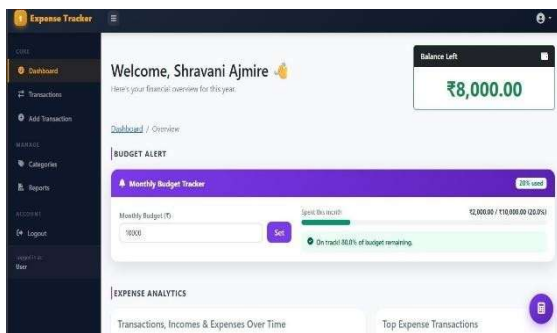 Expense Tracker
CORE
Dashboard
Transactions
Add Transaction
MANAGE
Categories
Reports
ACCOUNT
Logout
Logged in as:
User
Welcome, Shravani Ajmire 👋
Here's your financial overview for this year.
Balance Left
₹8,000.00
Dashboard / Overview
BUDGET ALERT
Monthly Budget Tracker
20% used
Monthly Budget (₹)
10000
Set
Spent this month
₹2,000.00 / ₹10,000.00 (20.0%)
On track! 80.0% of budget remaining.
EXPENSE ANALYTICS
Transactions, Incomes & Expenses Over Time
Top Expense Transactions